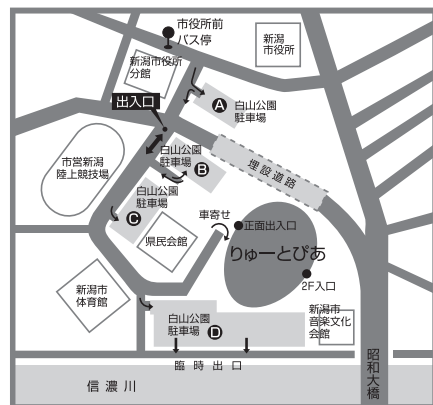 市役所前
バス停
新潟
市役所
新潟市役所
分館
出入口
A
白山公園
駐車場
白山公園
駐車場
B
埋設道路
市営新潟
陸上競技場
白山公園
駐車場
C
車寄せ
正面出入口
県民会館
りゅーとぴあ
2F入口
新潟市
体育館
新潟市
音楽文化
会館
白山公園
駐車場
D
臨時出口
昭和大橋
信濃川